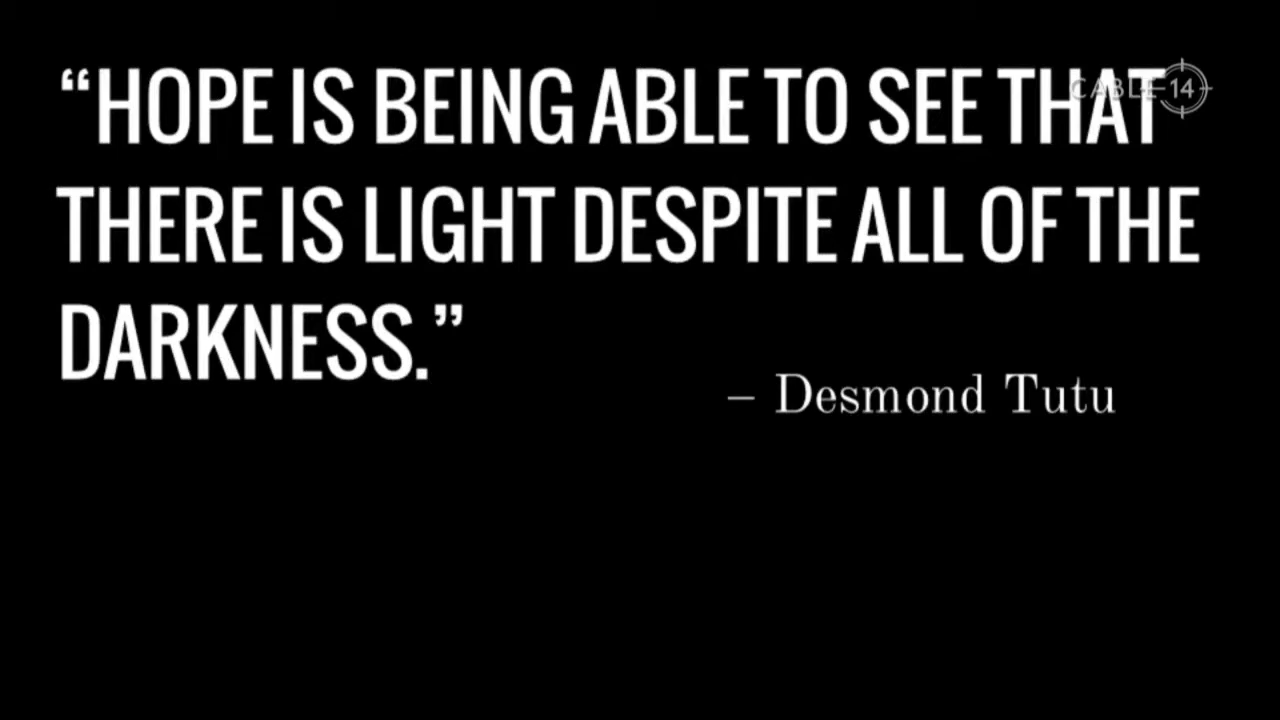 “HOPE IS BEING ABLE TO SEE THAT
CABLE 14
THERE IS LIGHT DESPITE ALL OF THE
DARKNESS.”
– Desmond Tutu